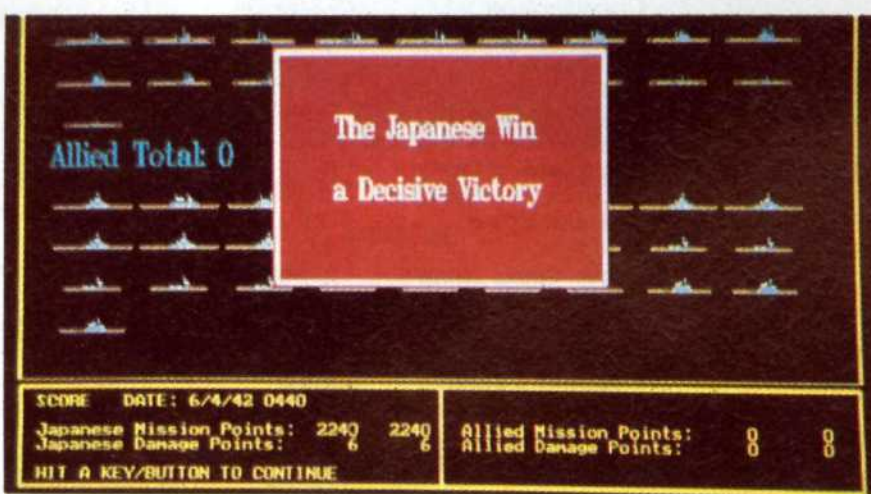 The Japanese Win
a Decisive Victory
Allied Total: 0
SCORE DATE: 6/4/42 0440
Japanese Mission Points: 2240 2240
Japanese Damage Points: 6 6
HIT A KEY/BUTTON TO CONTINUE
Allied Mission Points: 0 0
Allied Damage Points: 0 0